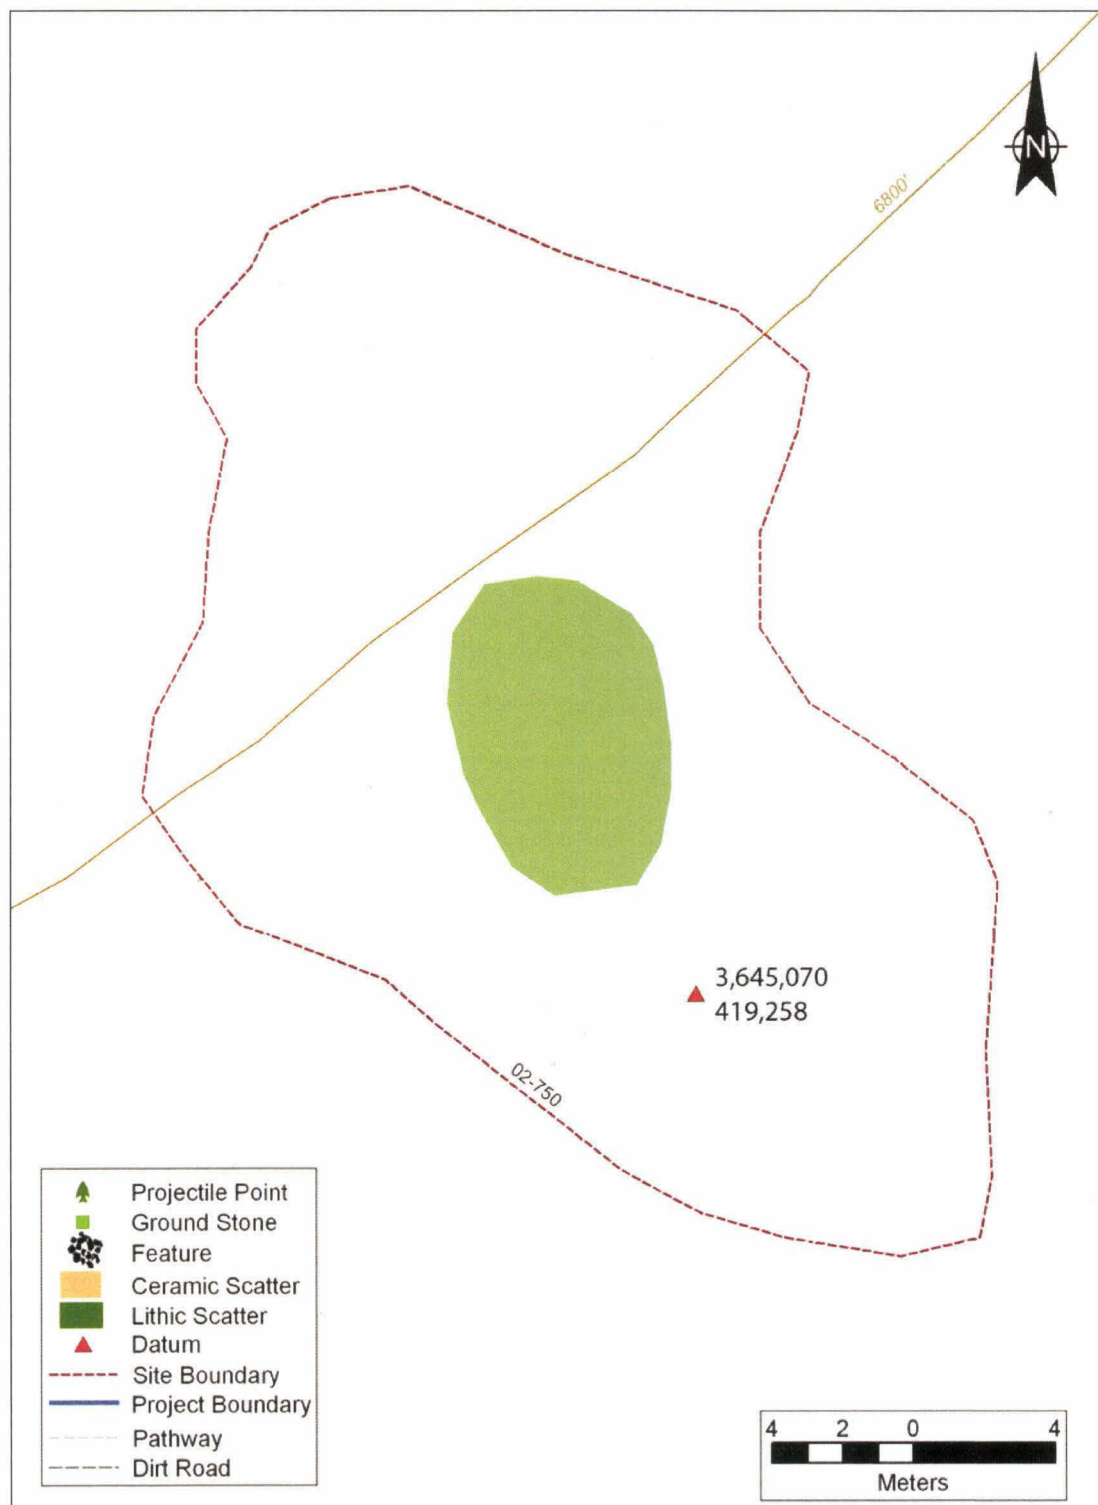 N
6800'
3,645,070
419,258
02-750
Projectile Point
Ground Stone
Feature
Ceramic Scatter
Lithic Scatter
Datum
Site Boundary
Project Boundary
Pathway
Dirt Road
4 2 0 4
Meters